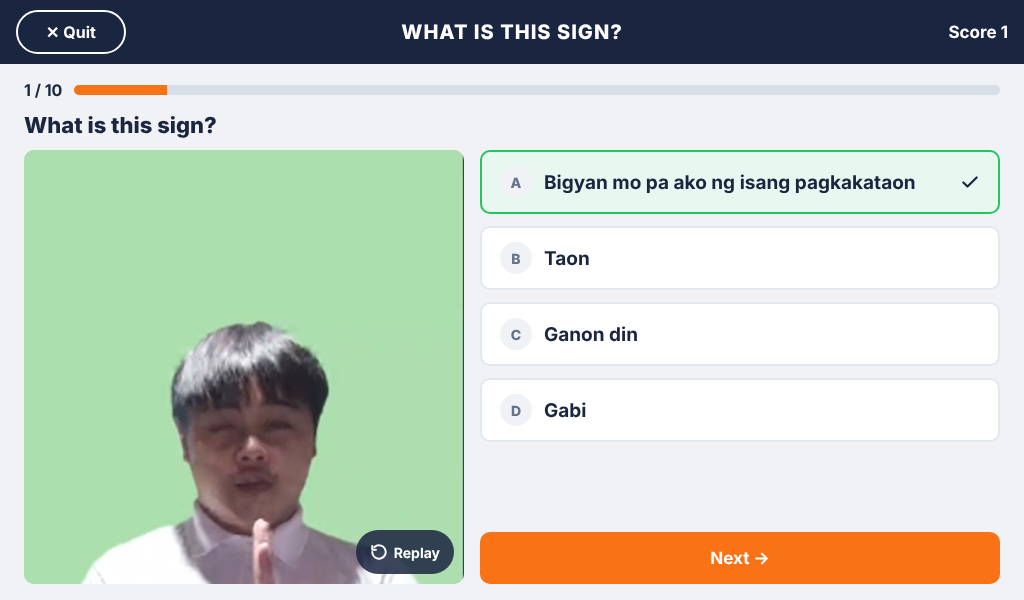 ✕ Quit
WHAT IS THIS SIGN?
Score 1
1 / 10
What is this sign?
Replay
A Bigyan mo pa ako ng isang pagkakataon ✓
B Taon
C Ganon din
D Gabi
Next →